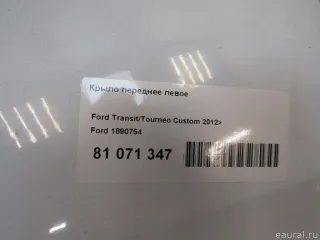 Крыло переднее левое
Ford Transit/Tourneo Custom 2012>
Ford 1890754
81 071 347
eaural.ru